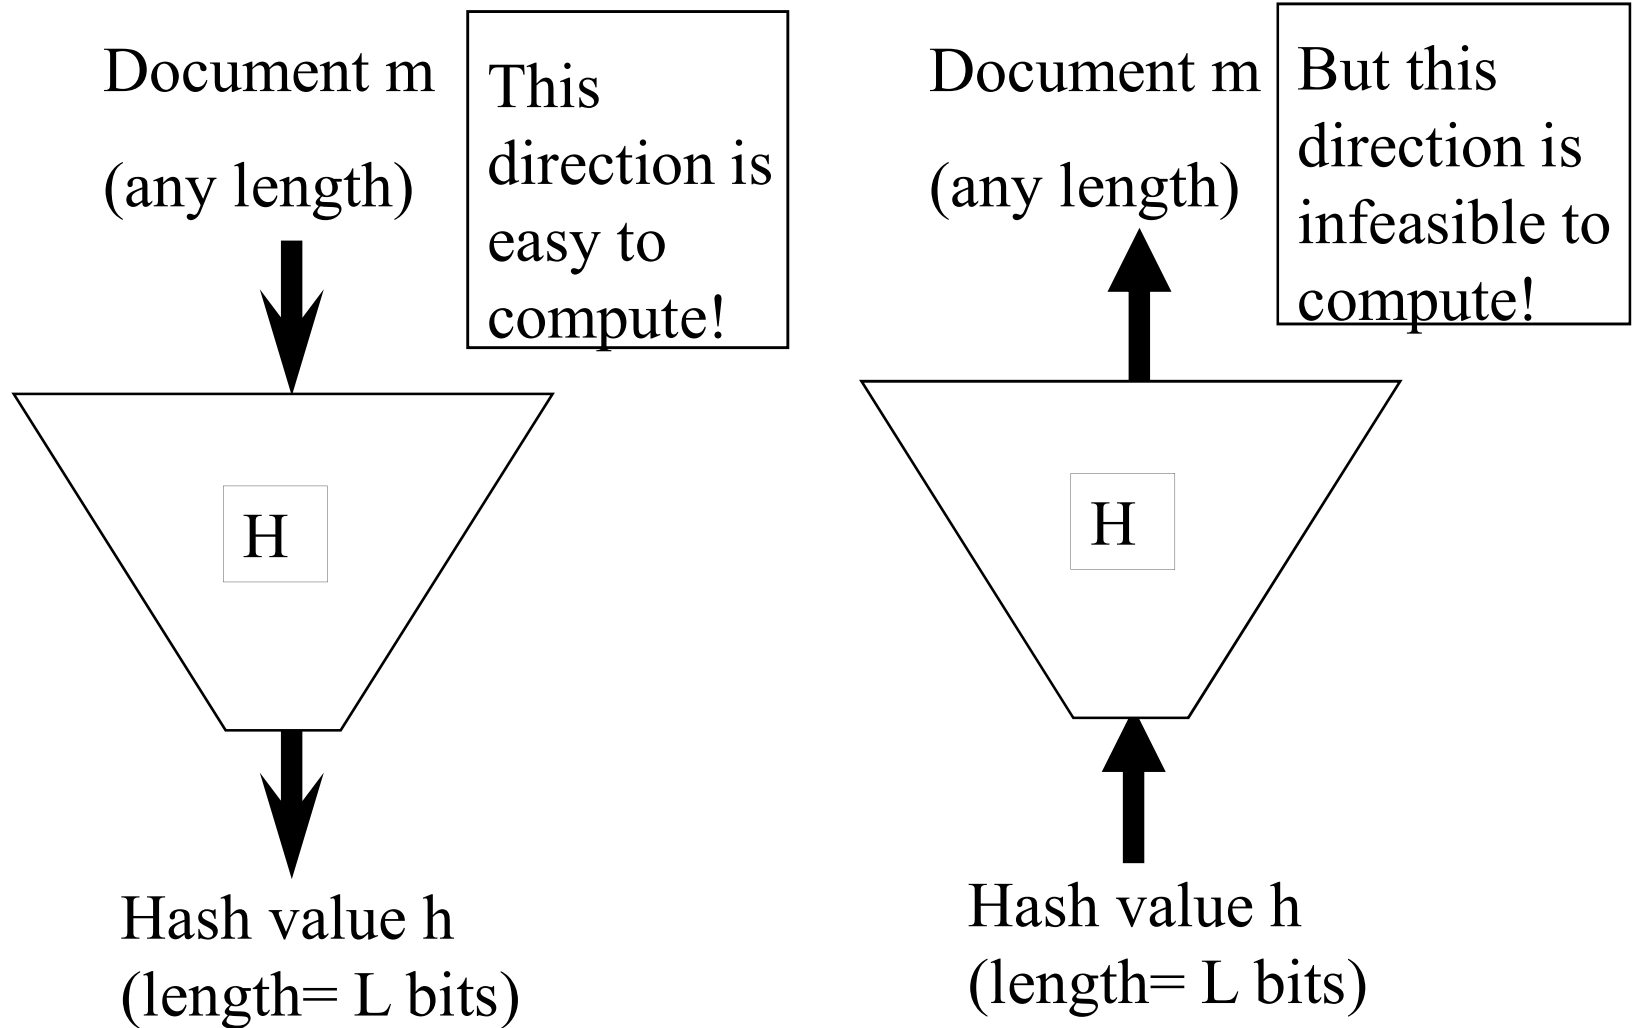 Document m
(any length)
This
direction is
easy to
compute!
H
Hash value h
(length= L bits)
Document m
(any length)
But this
direction is
infeasible to
compute!
H
Hash value h
(length= L bits)